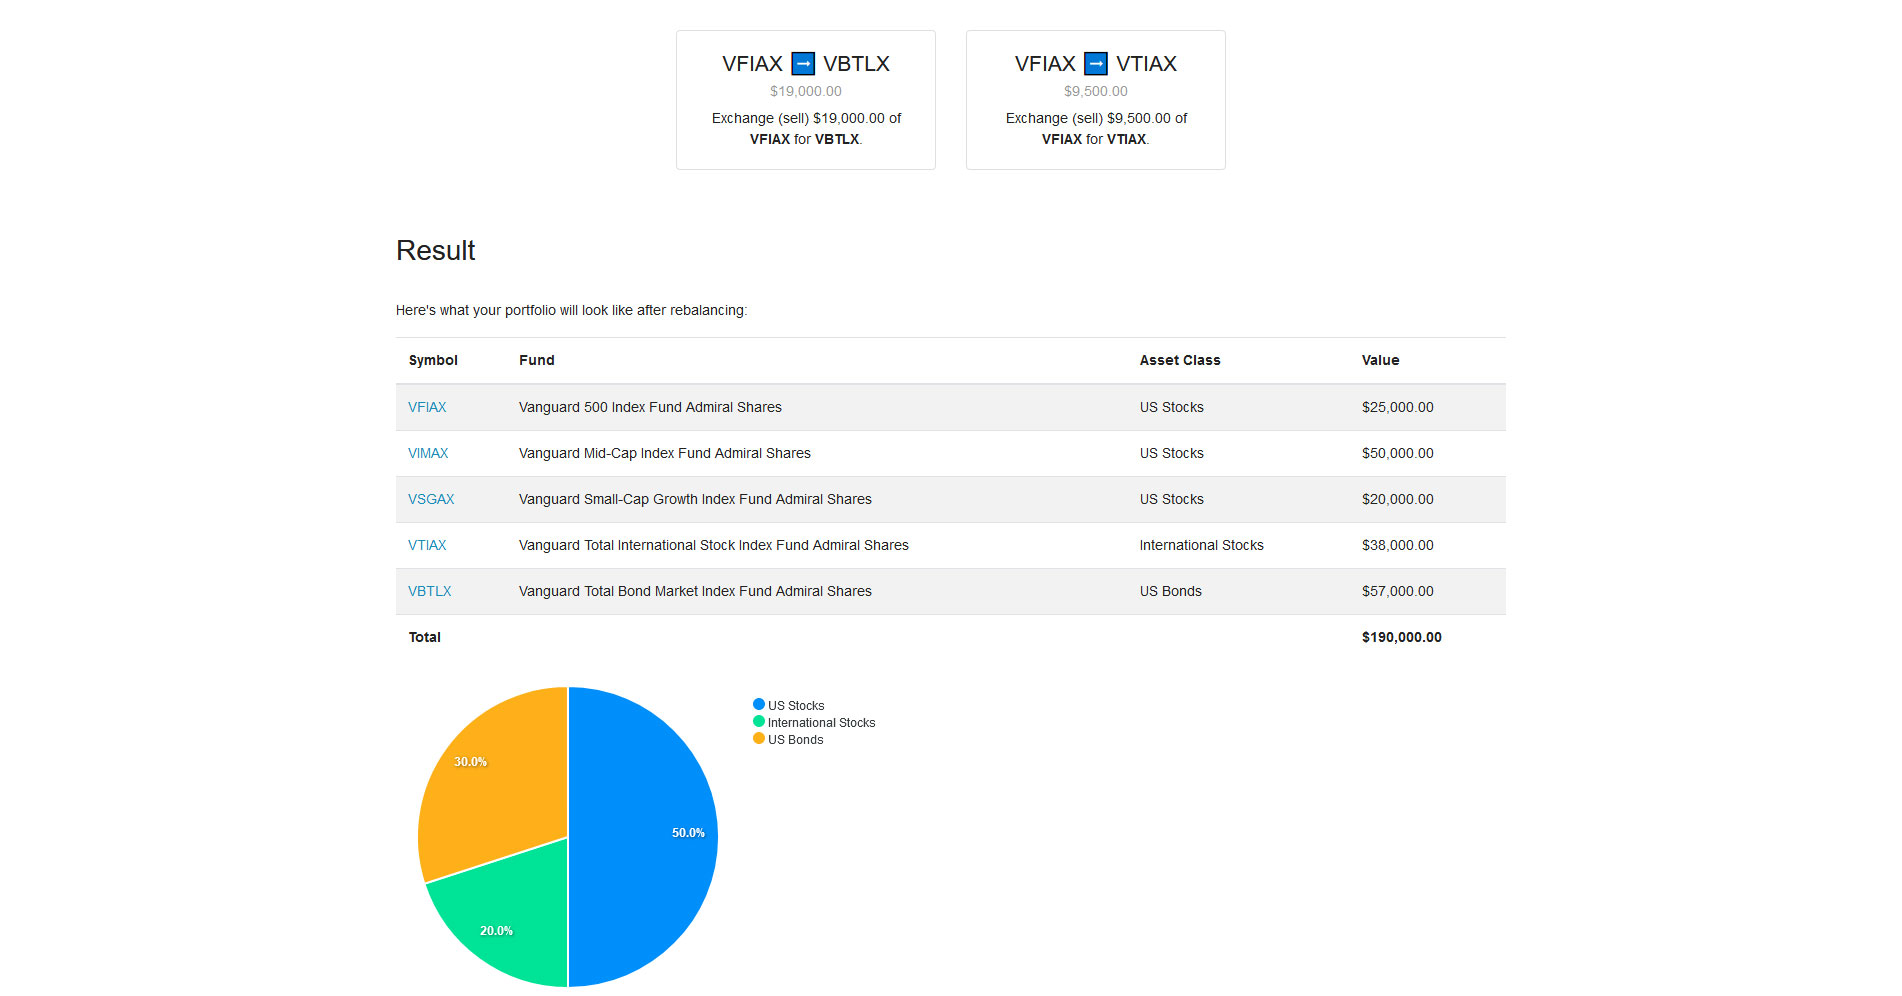 VFIAX ➡ VBTLX
$19,000.00
Exchange (sell) $19,000.00 of
VFIAX for VBTLX.
VFIAX ➡ VTIAX
$9,500.00
Exchange (sell) $9,500.00 of
VFIAX for VTIAX.
Result
Here's what your portfolio will look like after rebalancing:
Symbol Fund Asset Class Value
VFIAX Vanguard 500 Index Fund Admiral Shares US Stocks $25,000.00
VIMAX Vanguard Mid-Cap Index Fund Admiral Shares US Stocks $50,000.00
VSGAX Vanguard Small-Cap Growth Index Fund Admiral Shares US Stocks $20,000.00
VTIAX Vanguard Total International Stock Index Fund Admiral Shares International Stocks $38,000.00
VBTLX Vanguard Total Bond Market Index Fund Admiral Shares US Bonds $57,000.00
Total $190,000.00
US Stocks
International Stocks
US Bonds
30.0%
50.0%
20.0%